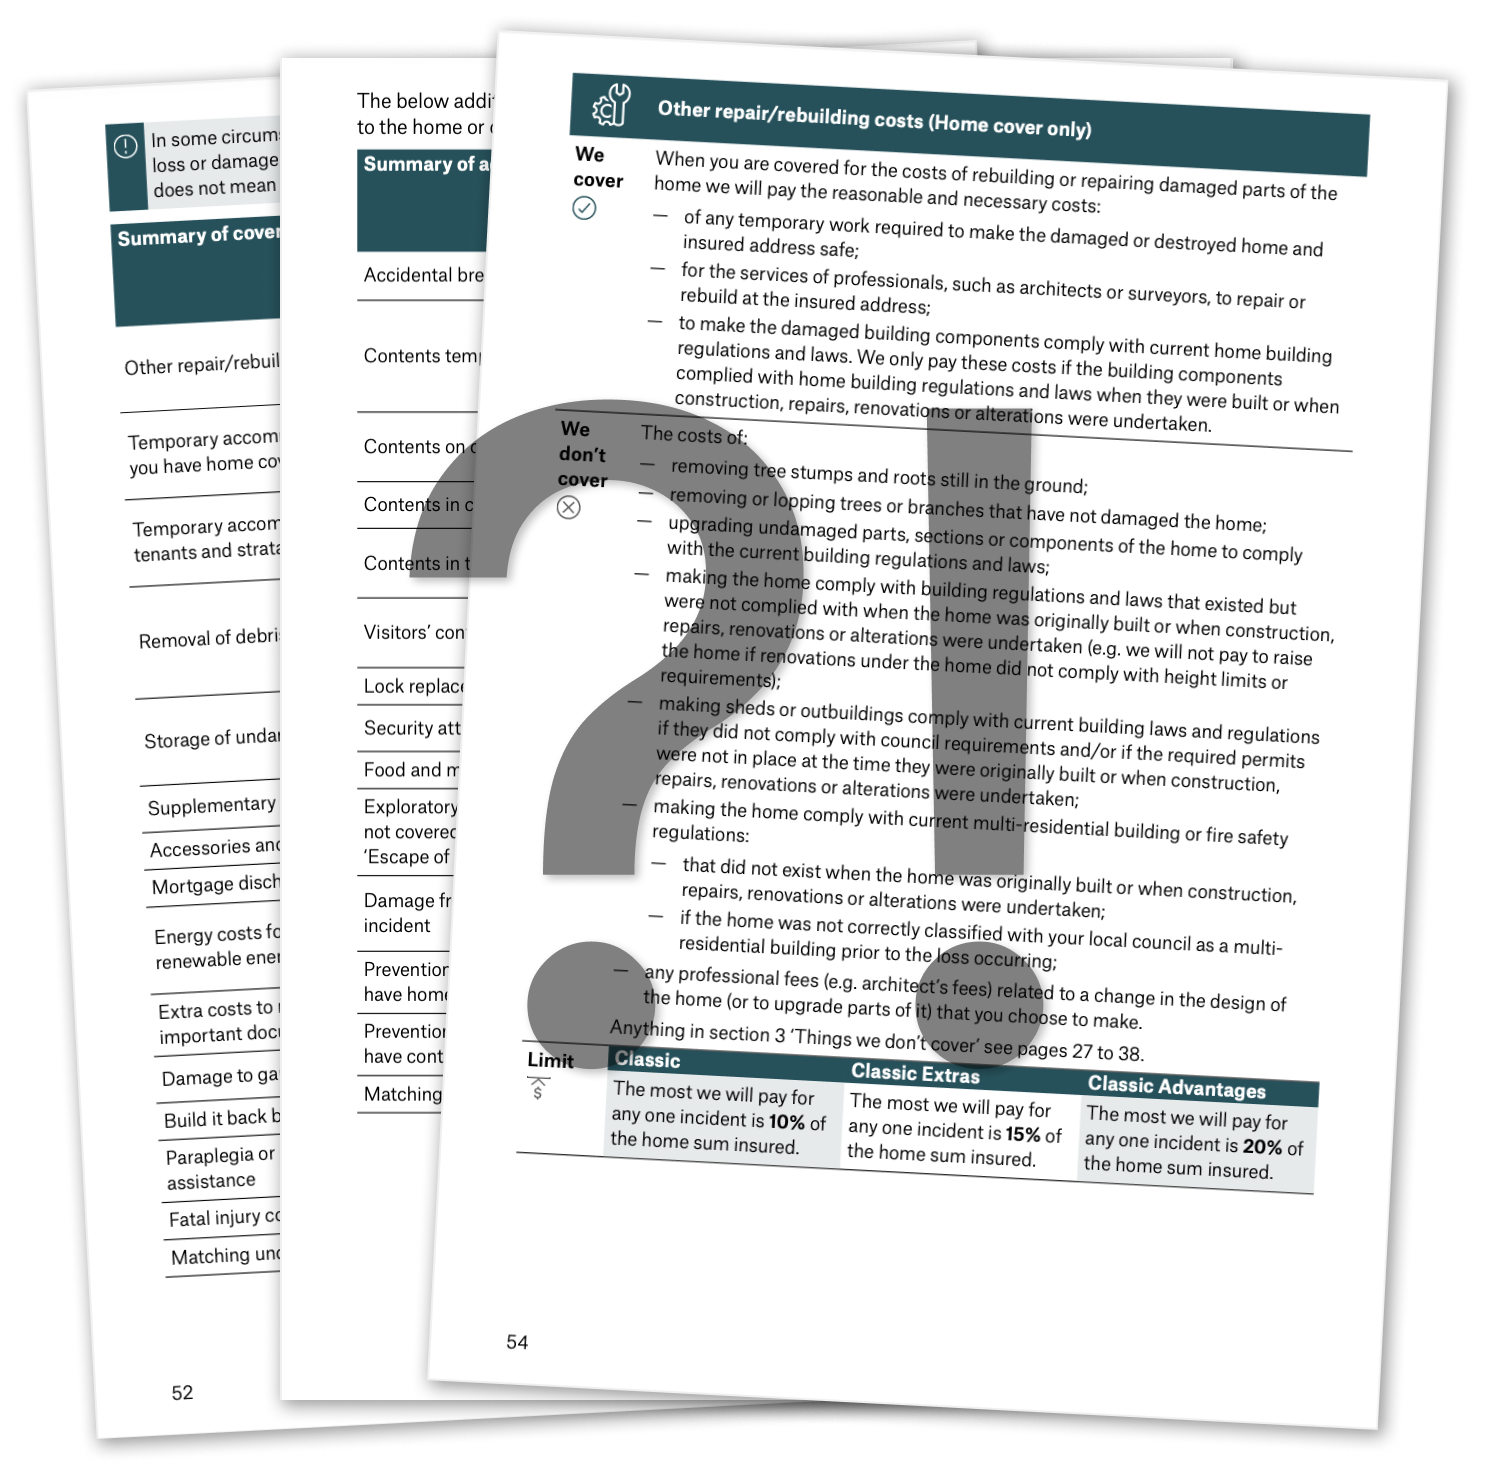 In some circums
loss or damage
does not mean
Summary of cover
Other repair/rebuil
Temporary accom
you have home cov
Temporary accom
tenants and strata
Removal of debri
Storage of undar
Supplementary
Accessories and
Mortgage disch
Energy costs fo
renewable ener
Extra costs to
important docu
Damage to ga
Build it back b
Paraplegia or
assistance
Fatal injury co
Matching und
52
The below addi
to the home or
Summary of a
Accidental bre
Contents tem
Contents on
Contents in c
Contents in t
Visitors' con
Lock replace
Security att
Food and m
Exploratory
not covered
'Escape of
Damage fr
incident
Prevention
have home
Prevention
have cont
Matching
Other repair/rebuilding costs (Home cover only)
We
cover
When you are covered for the costs of rebuilding or repairing damaged parts of the
home we will pay the reasonable and necessary costs:
— of any temporary work required to make the damaged or destroyed home and
insured address safe;
— for the services of professionals, such as architects or surveyors, to repair or
rebuild at the insured address;
— to make the damaged building components comply with current home building
regulations and laws. We only pay these costs if the building components
complied with home building regulations and laws when they were built or when
construction, repairs, renovations or alterations were undertaken.
We
don't
cover
The costs of:
— removing tree stumps and roots still in the ground;
— removing or lopping trees or branches that have not damaged the home;
— upgrading undamaged parts, sections or components of the home to comply
with the current building regulations and laws;
— making the home comply with building regulations and laws that existed but
were not complied with when the home was originally built or when construction,
repairs, renovations or alterations were undertaken (e.g. we will not pay to raise
the home if renovations under the home did not comply with height limits or
requirements);
— making sheds or outbuildings comply with current building laws and regulations
if they did not comply with council requirements and/or if the required permits
were not in place at the time they were originally built or when construction,
repairs, renovations or alterations were undertaken;
— making the home comply with current multi-residential building or fire safety
regulations:
— that did not exist when the home was originally built or when construction,
repairs, renovations or alterations were undertaken;
— if the home was not correctly classified with your local council as a multi-
residential building prior to the loss occurring;
— any professional fees (e.g. architect's fees) related to a change in the design of
the home (or to upgrade parts of it) that you choose to make.
Anything in section 3 'Things we don't cover' see pages 27 to 38.
Limit
$
Classic
The most we will pay for
any one incident is 10% of
the home sum insured.
Classic Extras
The most we will pay for
any one incident is 15% of
the home sum insured.
Classic Advantages
The most we will pay for
any one incident is 20% of
the home sum insured.
54
?!